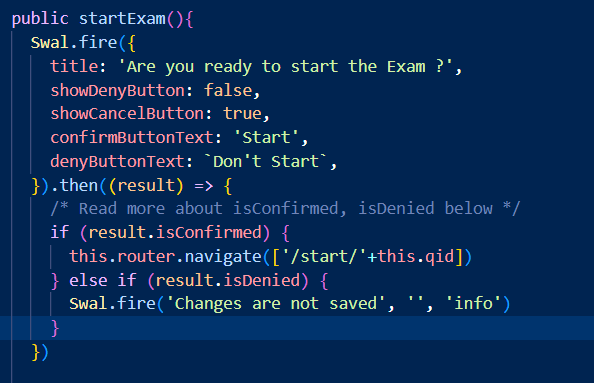 public startExam(){
Swal.fire({
title: 'Are you ready to start the Exam ?',
showDenyButton: false,
showCancelButton: true,
confirmButtonText: 'Start',
denyButtonText: `Don't Start`,
}).then((result) => {
/* Read more about isConfirmed, isDenied below */
if (result.isConfirmed) {
this.router.navigate(['/start/'+this.qid])
} else if (result.isDenied) {
Swal.fire('Changes are not saved', '', 'info')
}
})